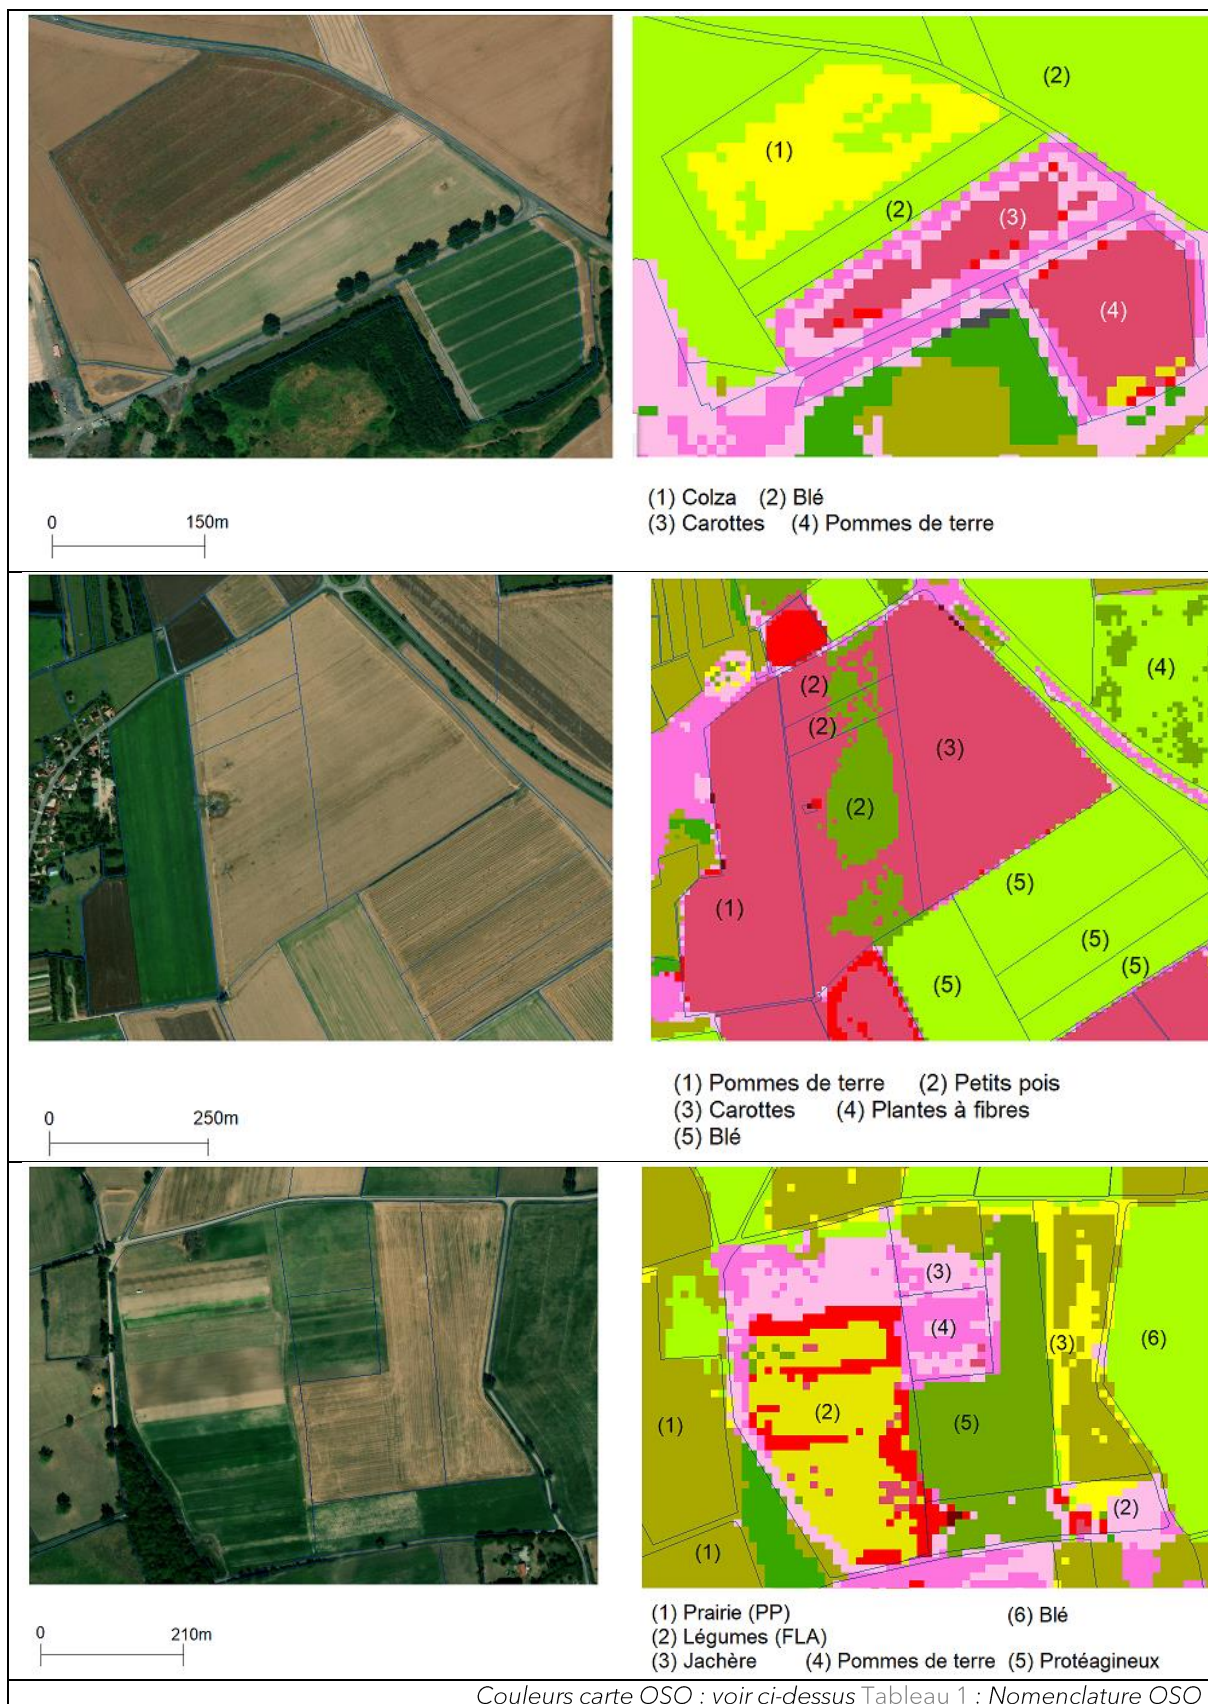 (2)
(1)
(2)
(3)
(4)
(1) Colza (2) Blé
(3) Carottes (4) Pommes de terre
0 150m
(4)
(2)
(2)
(3)
(2)
(5)
(1)
(5)
(5)
(5)
(1) Pommes de terre (2) Petits pois
(3) Carottes (4) Plantes à fibres
(5) Blé
0 250m
(3)
(4)
(3)
(6)
(1)
(2)
(5)
(2)
(1)
(1) Prairie (PP) (6) Blé
(2) Légumes (FLA)
(3) Jachère (4) Pommes de terre (5) Protéagineux
0 210m
Couleurs carte OSO : voir ci-dessus Tableau 1 : Nomenclature OSO